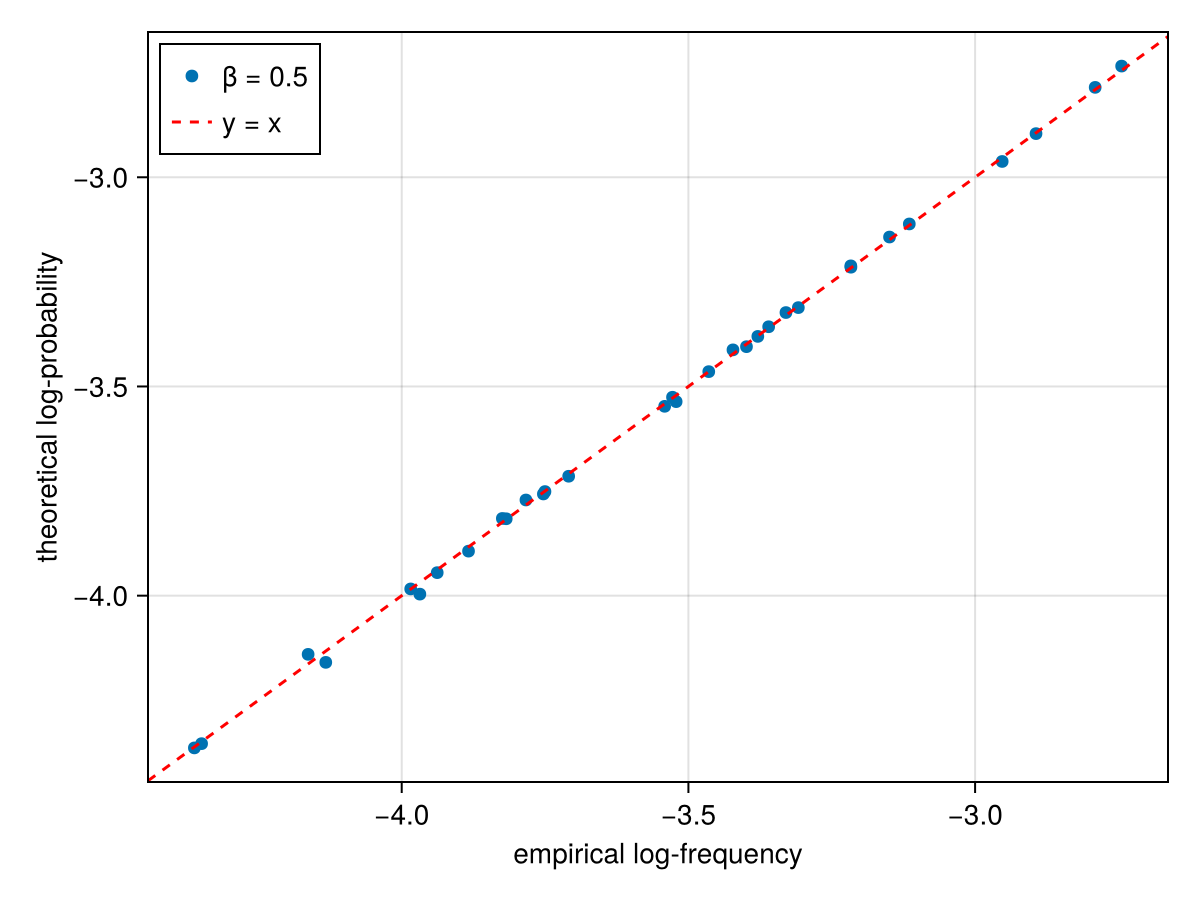 β = 0.5
y = x
theoretical log-probability
−3.0
−3.5
−4.0
−4.0
−3.5
−3.0
empirical log-frequency